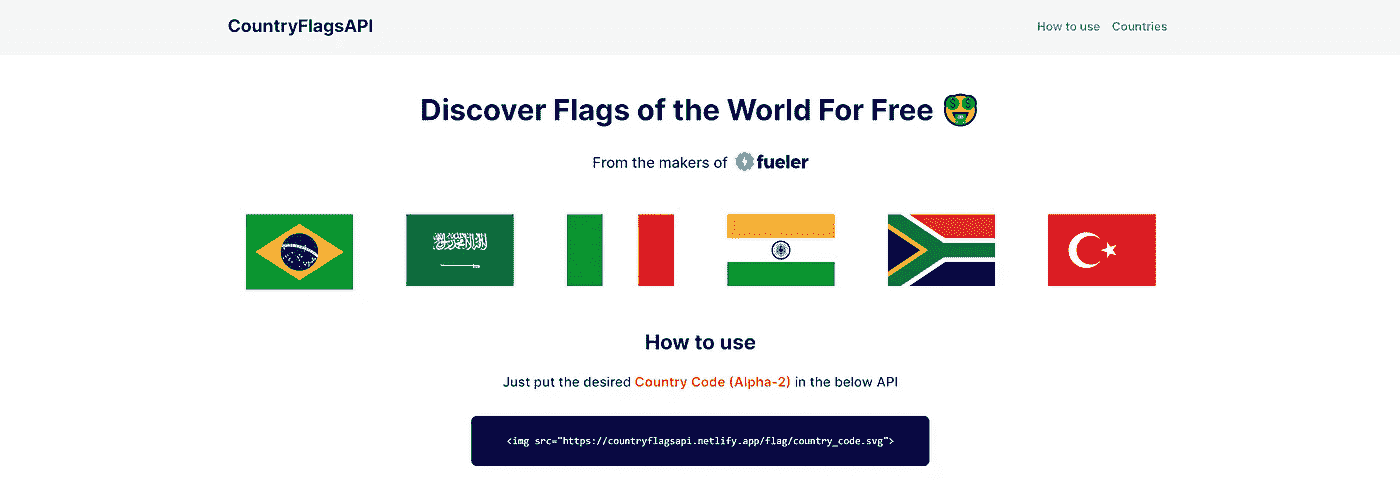 CountryFlagsAPI
How to use Countries
Discover Flags of the World For Free
From the makers of fueler
How to use
Just put the desired Country Code (Alpha-2) in the below API
<img src="https://countryflagsapi.netlify.app/flag/country_code.svg">